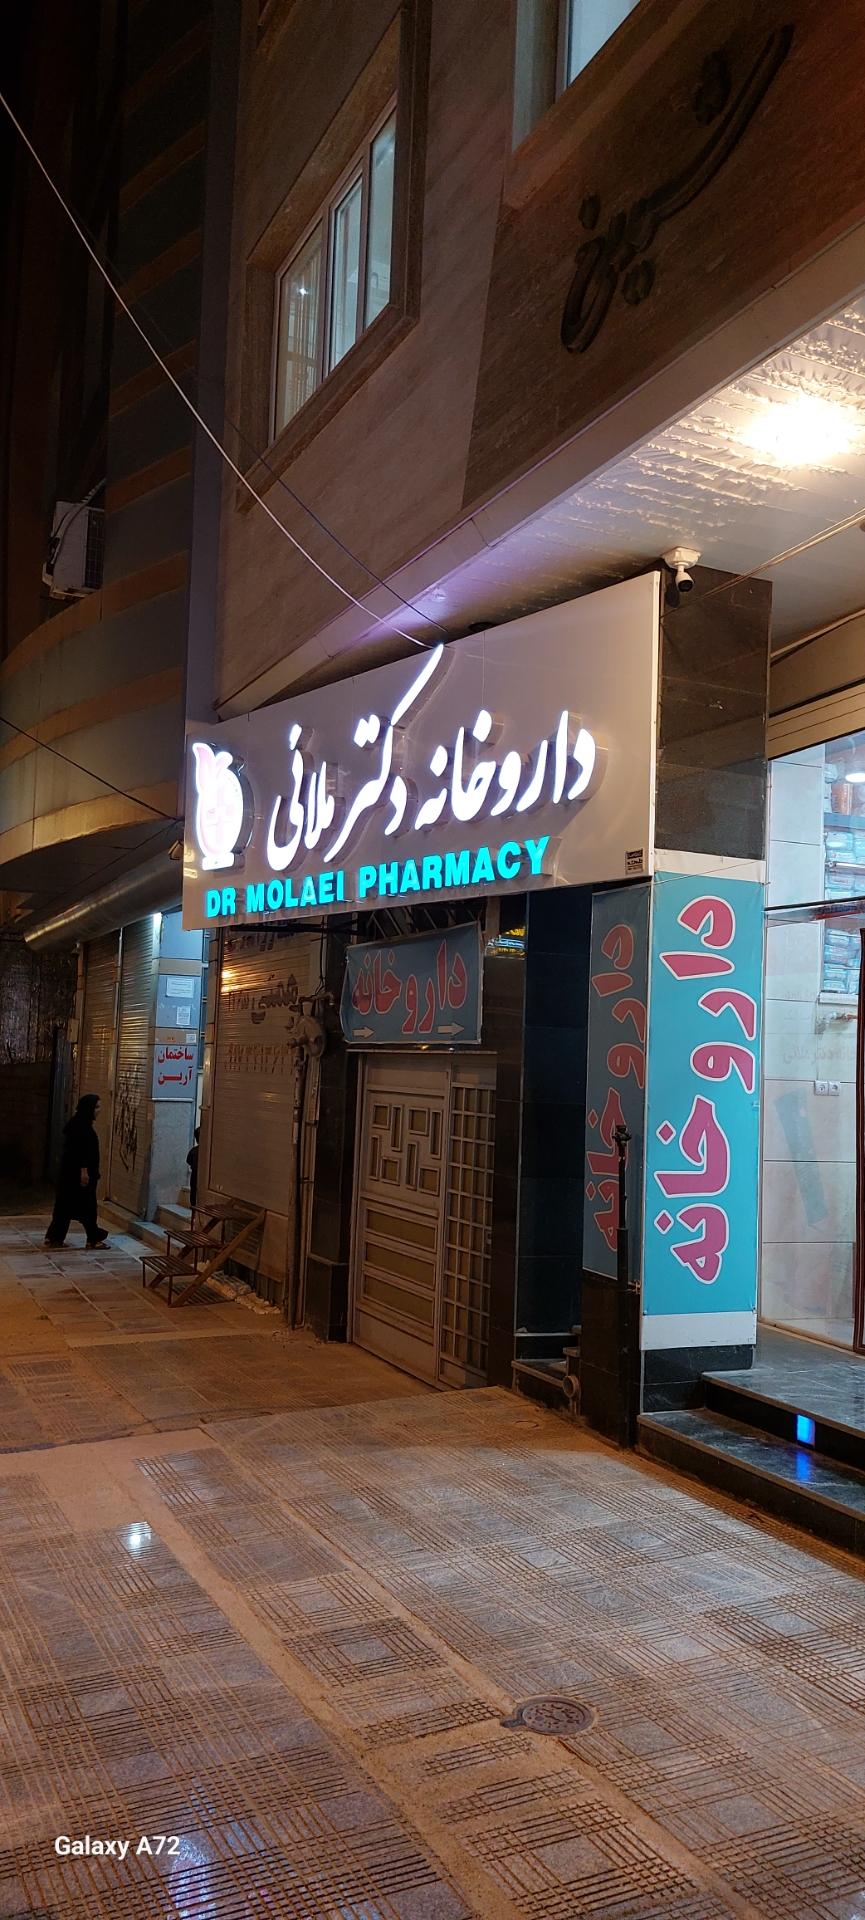 داروخانه دکتر ملائی
DR MOLAEI PHARMACY
داروخانه
داروخانه
داروخانه
ساختمان
آرین
Galaxy A72